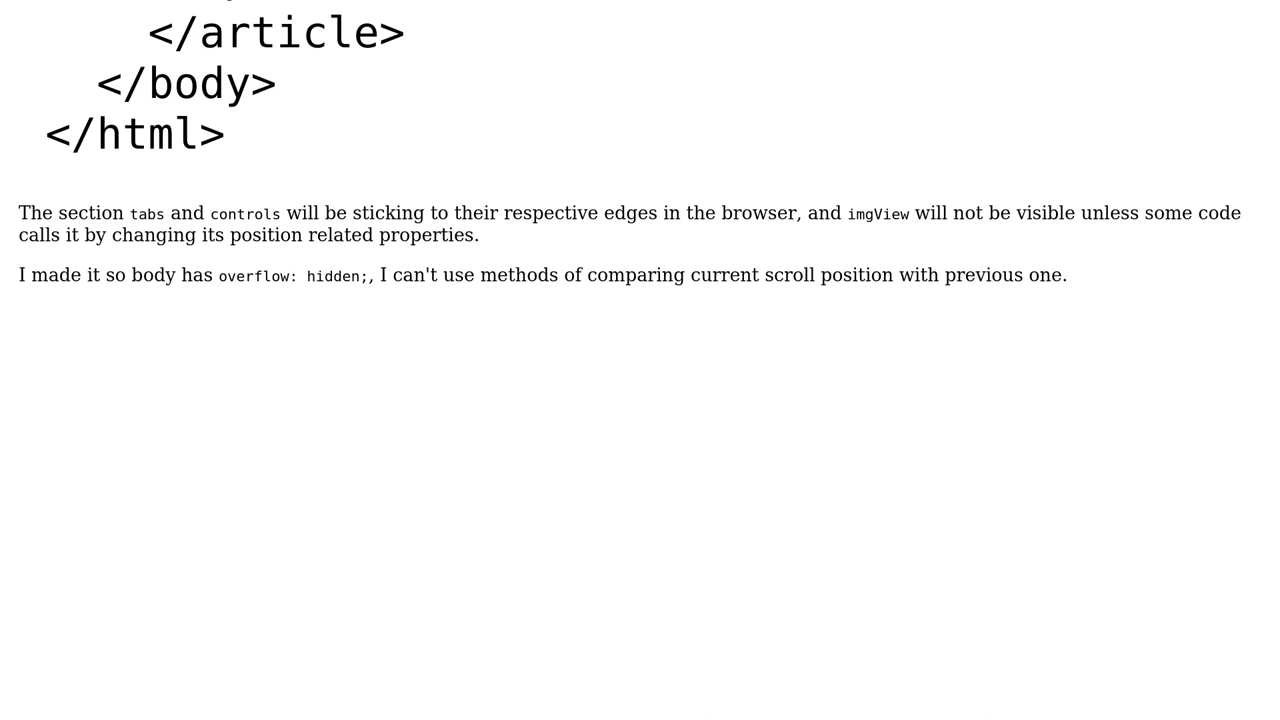 </article>
</body>
</html>
The section tabs and controls will be sticking to their respective edges in the browser, and imgView will not be visible unless some code
calls it by changing its position related properties.
I made it so body has overflow: hidden;, I can't use methods of comparing current scroll position with previous one.